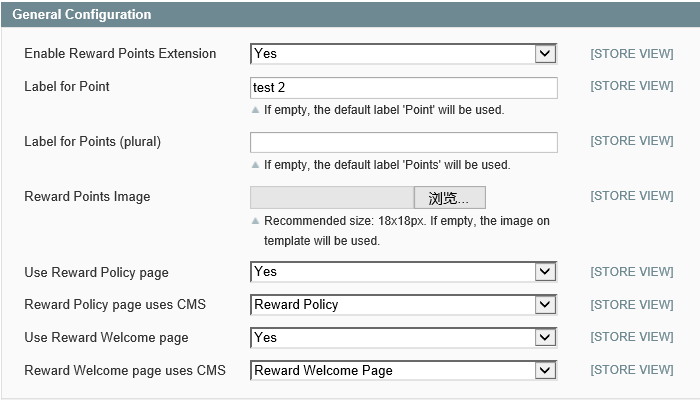 General Configuration
Enable Reward Points Extension Yes [STORE VIEW]
Label for Point test 2 [STORE VIEW]
If empty, the default label 'Point' will be used.
Label for Points (plural) [STORE VIEW]
If empty, the default label 'Points' will be used.
Reward Points Image 浏览... [STORE VIEW]
Recommended size: 18x18px. If empty, the image on
template will be used.
Use Reward Policy page Yes [STORE VIEW]
Reward Policy page uses CMS Reward Policy [STORE VIEW]
Use Reward Welcome page Yes [STORE VIEW]
Reward Welcome page uses CMS Reward Welcome Page [STORE VIEW]